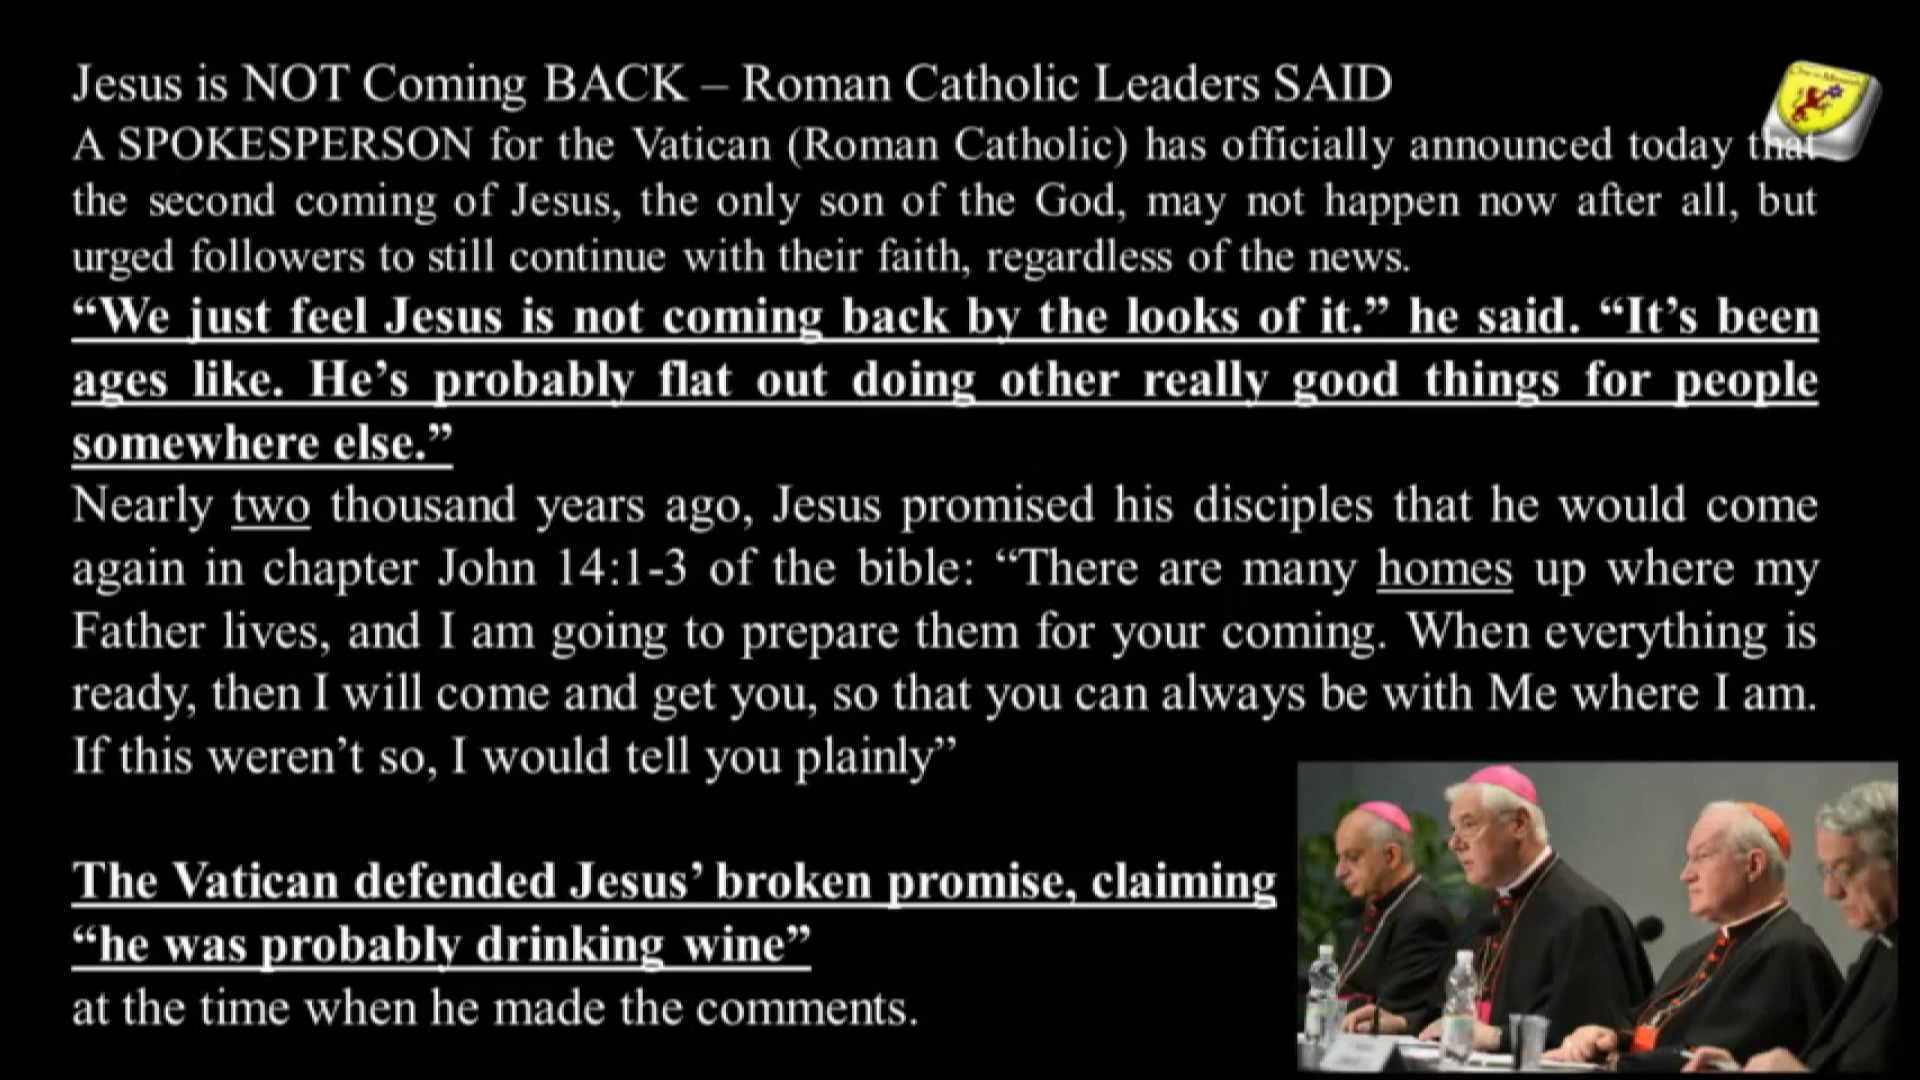 Jesus is NOT Coming BACK – Roman Catholic Leaders SAID
A SPOKESPERSON for the Vatican (Roman Catholic) has officially announced today that
the second coming of Jesus, the only son of the God, may not happen now after all, but
urged followers to still continue with their faith, regardless of the news.
“We just feel Jesus is not coming back by the looks of it.” he said. “It’s been
ages like. He’s probably flat out doing other really good things for people
somewhere else.”
Nearly two thousand years ago, Jesus promised his disciples that he would come
again in chapter John 14:1-3 of the bible: “There are many homes up where my
Father lives, and I am going to prepare them for your coming. When everything is
ready, then I will come and get you, so that you can always be with Me where I am.
If this weren’t so, I would tell you plainly”
The Vatican defended Jesus’ broken promise, claiming
“he was probably drinking wine”
at the time when he made the comments.